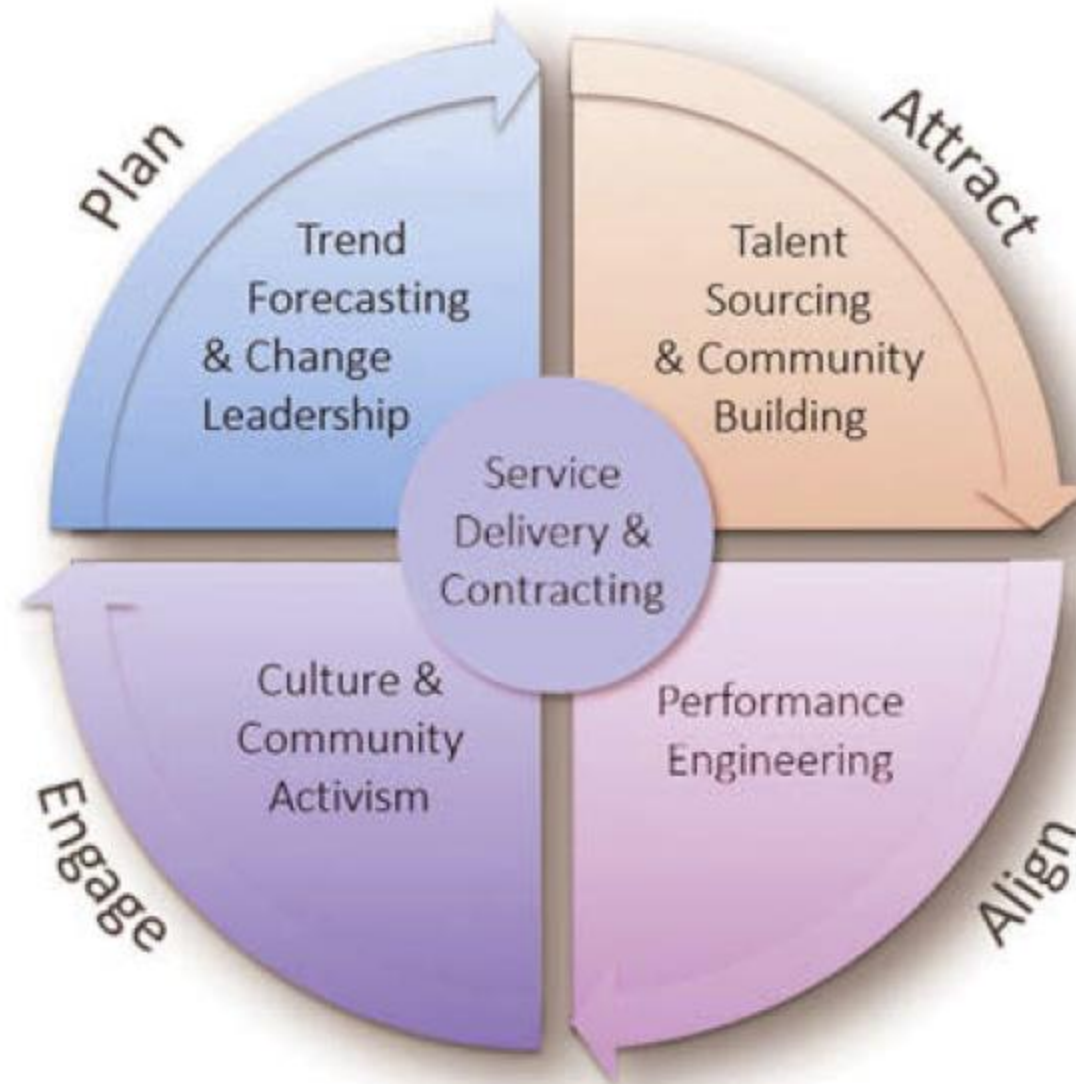 Plan
Trend
Forecasting
& Change
Leadership
Attract
Talent
Sourcing
& Community
Building
Service
Delivery &
Contracting
Engage
Culture &
Community
Activism
Performance
Engineering
Align